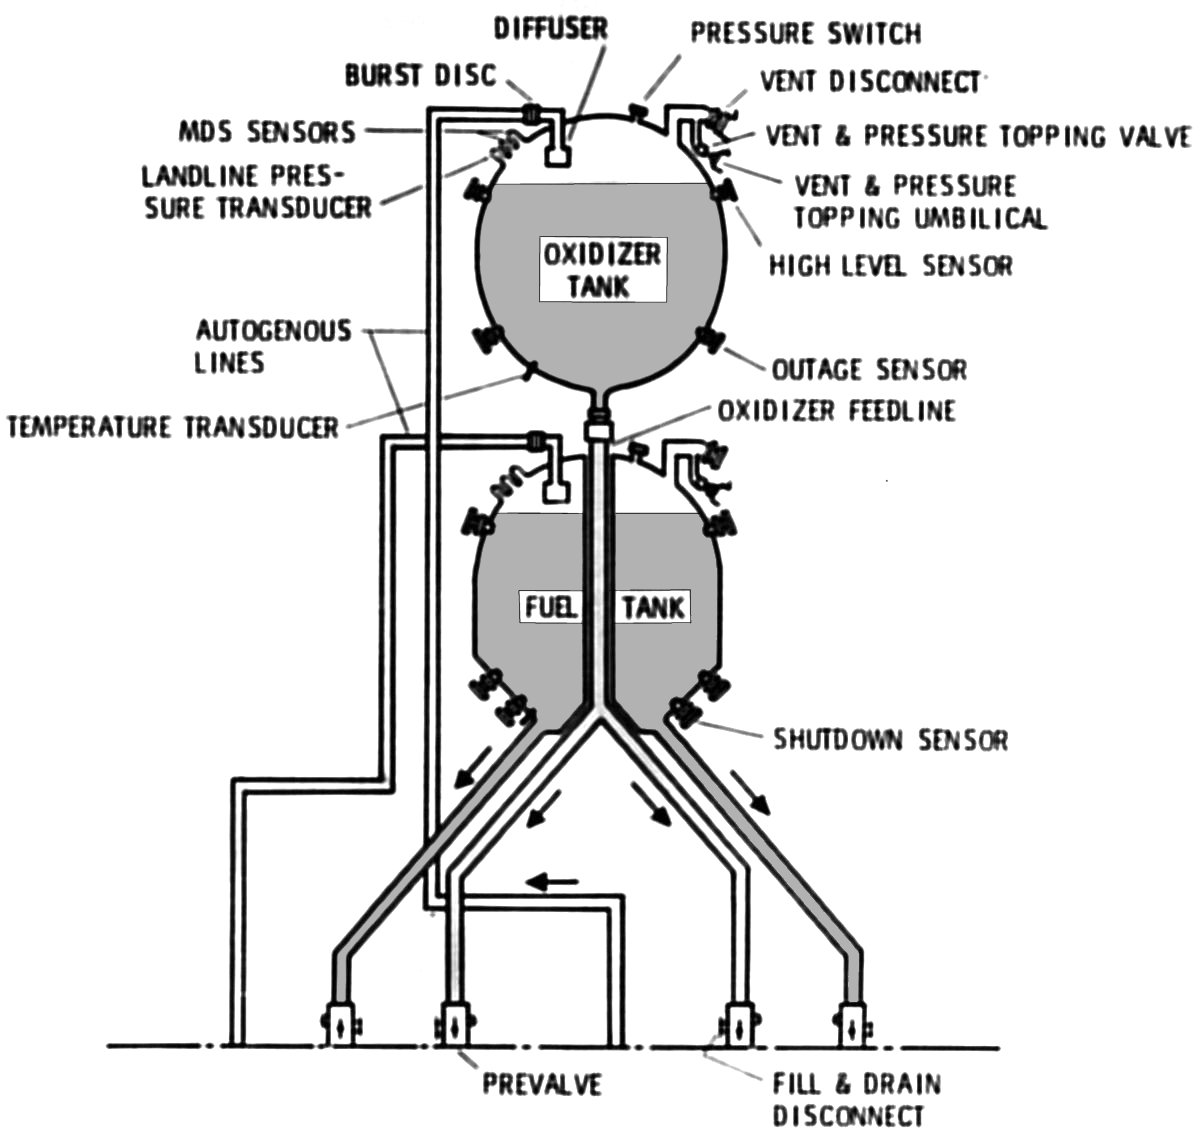 DIFFUSER
PRESSURE SWITCH
BURST DISC
VENT DISCONNECT
MDS SENSORS
VENT & PRESSURE TOPPING VALVE
LANDLINE PRES-
SURE TRANSDUCER
VENT & PRESSURE
TOPPING UMBILICAL
OXIDIZER
TANK
HIGH LEVEL SENSOR
AUTOGENOUS
LINES
OUTAGE SENSOR
TEMPERATURE TRANSDUCER
OXIDIZER FEEDLINE
FUEL TANK
SHUTDOWN SENSOR
PREVALVE
FILL & DRAIN
DISCONNECT